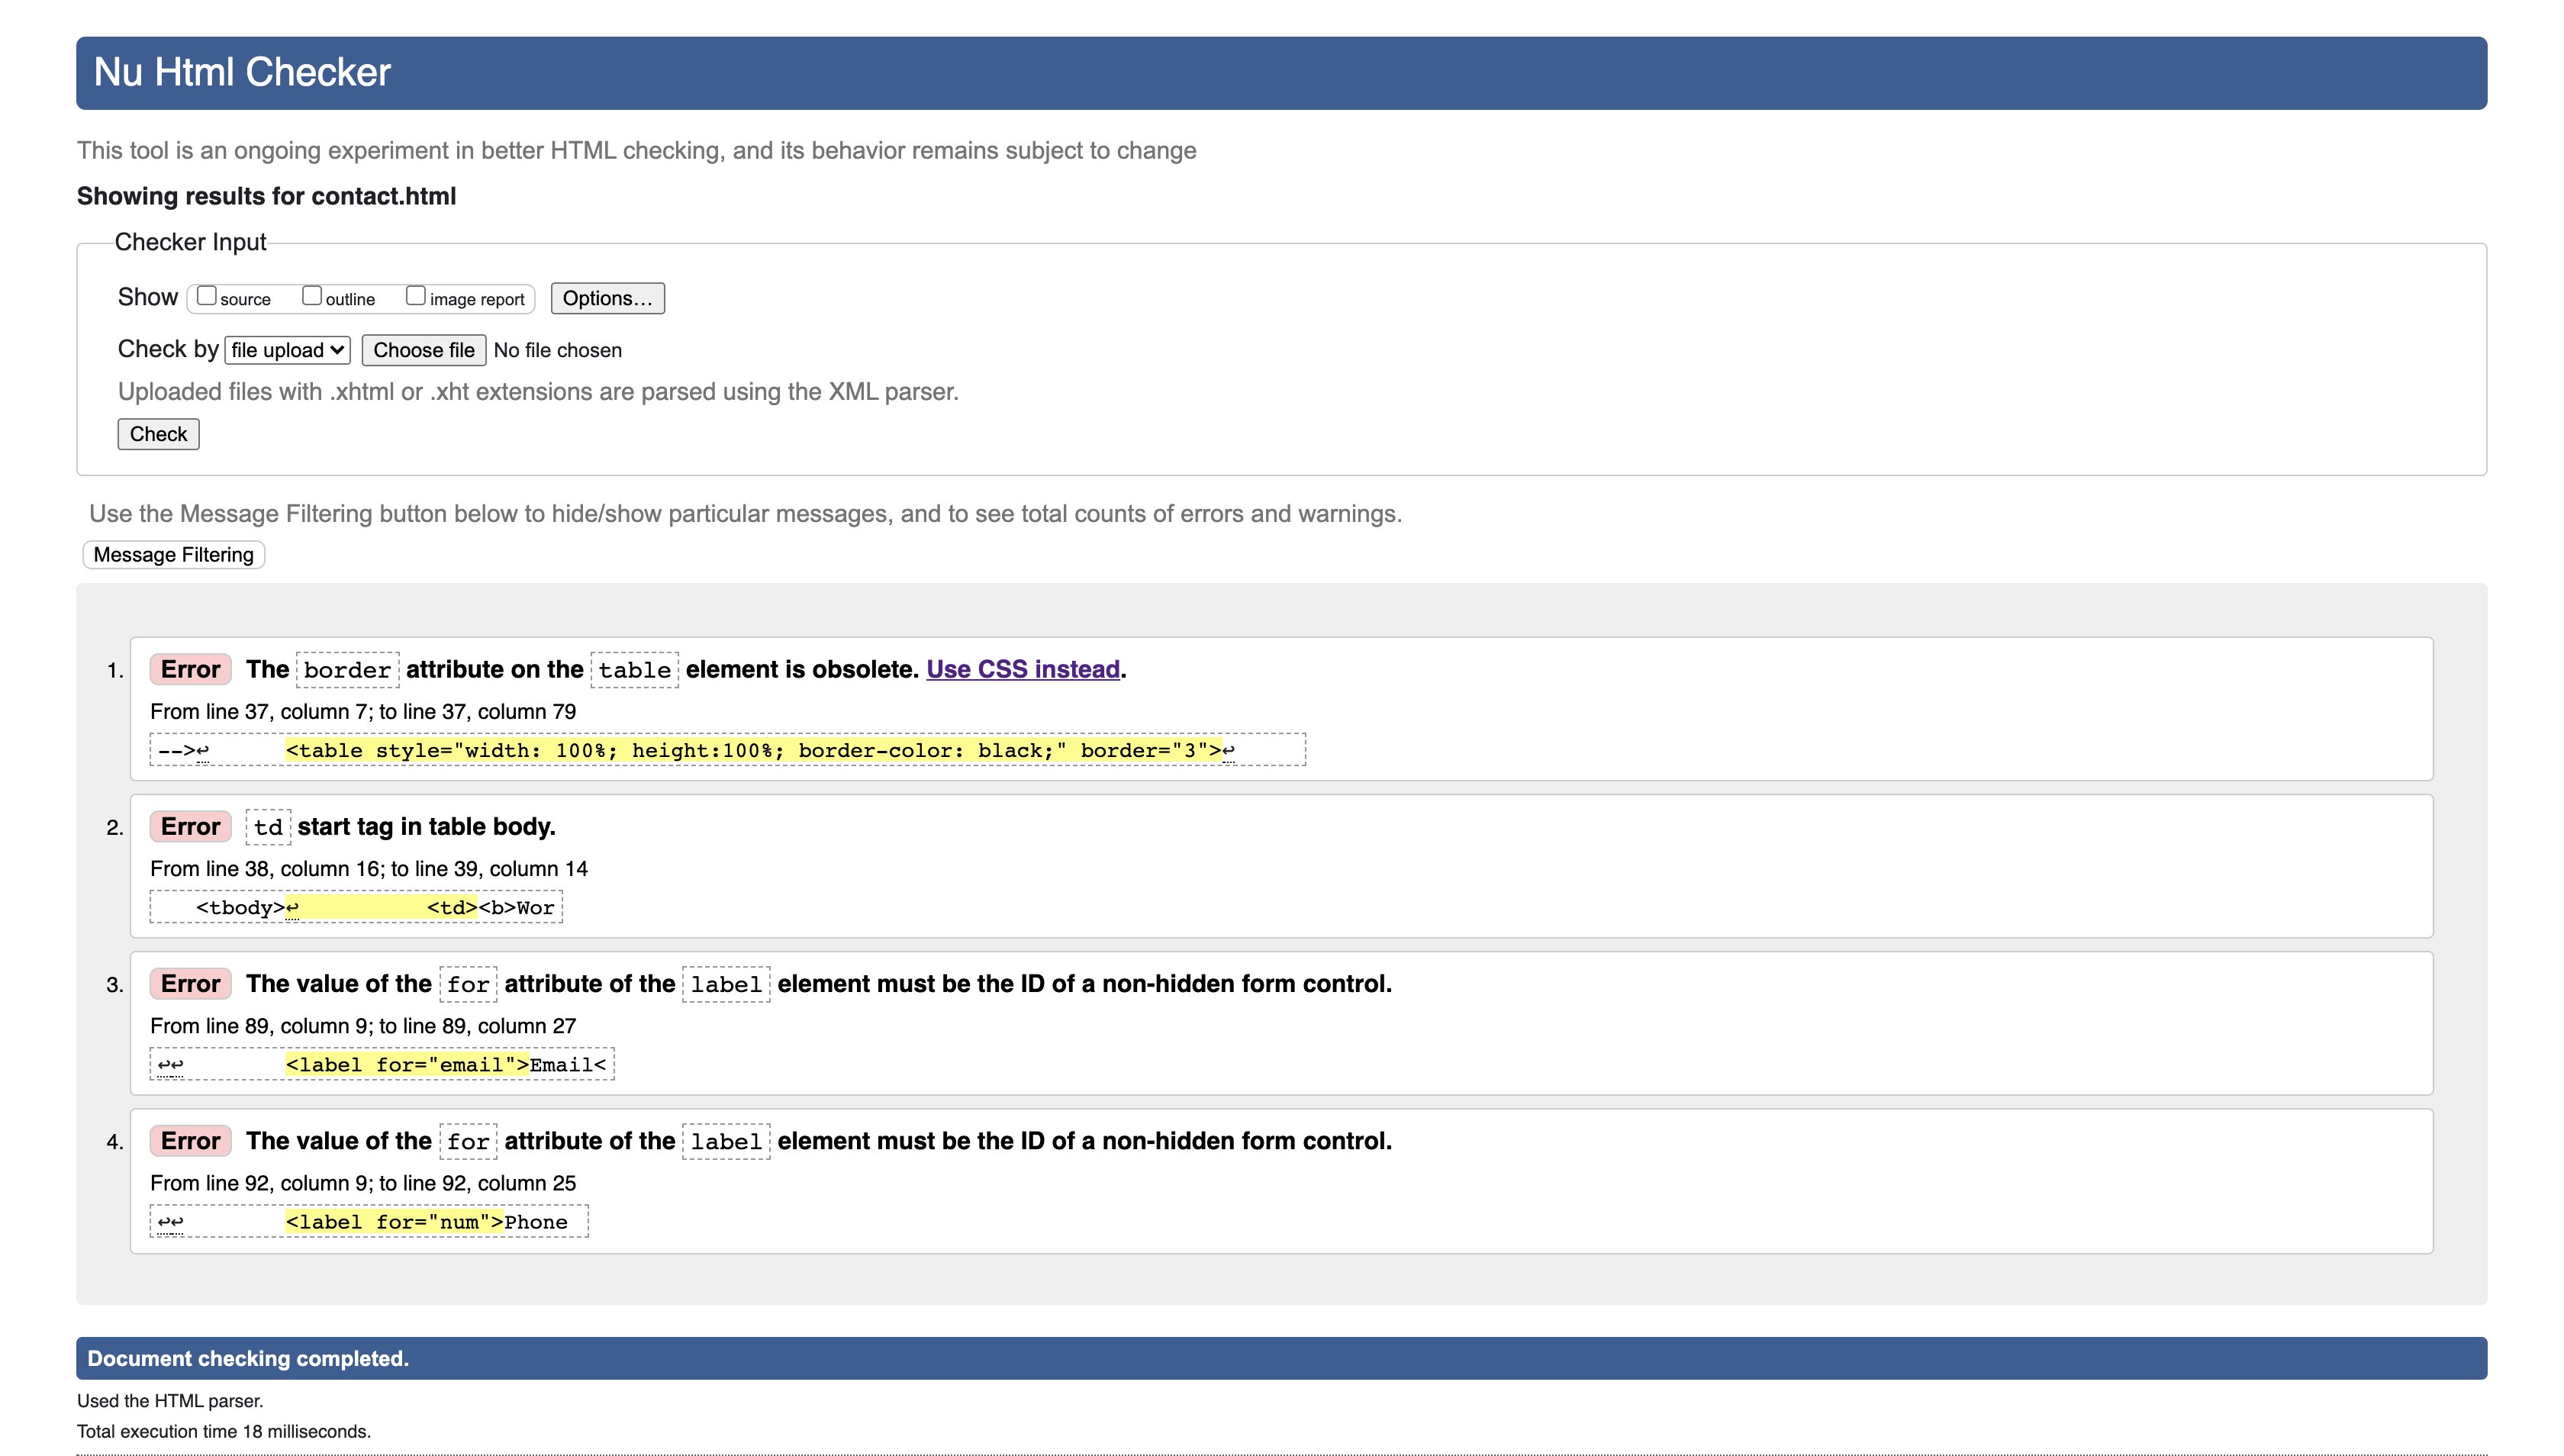 Nu Html Checker
This tool is an ongoing experiment in better HTML checking, and its behavior remains subject to change
Showing results for contact.html
Checker Input
Show source outline image report Options...
Check by file upload Choose file No file chosen
Uploaded files with .xhtml or .xht extensions are parsed using the XML parser.
Check
Use the Message Filtering button below to hide/show particular messages, and to see total counts of errors and warnings.
Message Filtering
1. Error The border attribute on the table element is obsolete. Use CSS instead.
From line 37, column 7; to line 37, column 79
-->↩ <table style="width: 100%; height:100%; border-color: black;" border="3">↩
2. Error td start tag in table body.
From line 38, column 16; to line 39, column 14
<tbody>↩ <td><b>Wor
3. Error The value of the for attribute of the label element must be the ID of a non-hidden form control.
From line 89, column 9; to line 89, column 27
↩↩ <label for="email">Email<
4. Error The value of the for attribute of the label element must be the ID of a non-hidden form control.
From line 92, column 9; to line 92, column 25
↩↩ <label for="num">Phone
Document checking completed.
Used the HTML parser.
Total execution time 18 milliseconds.